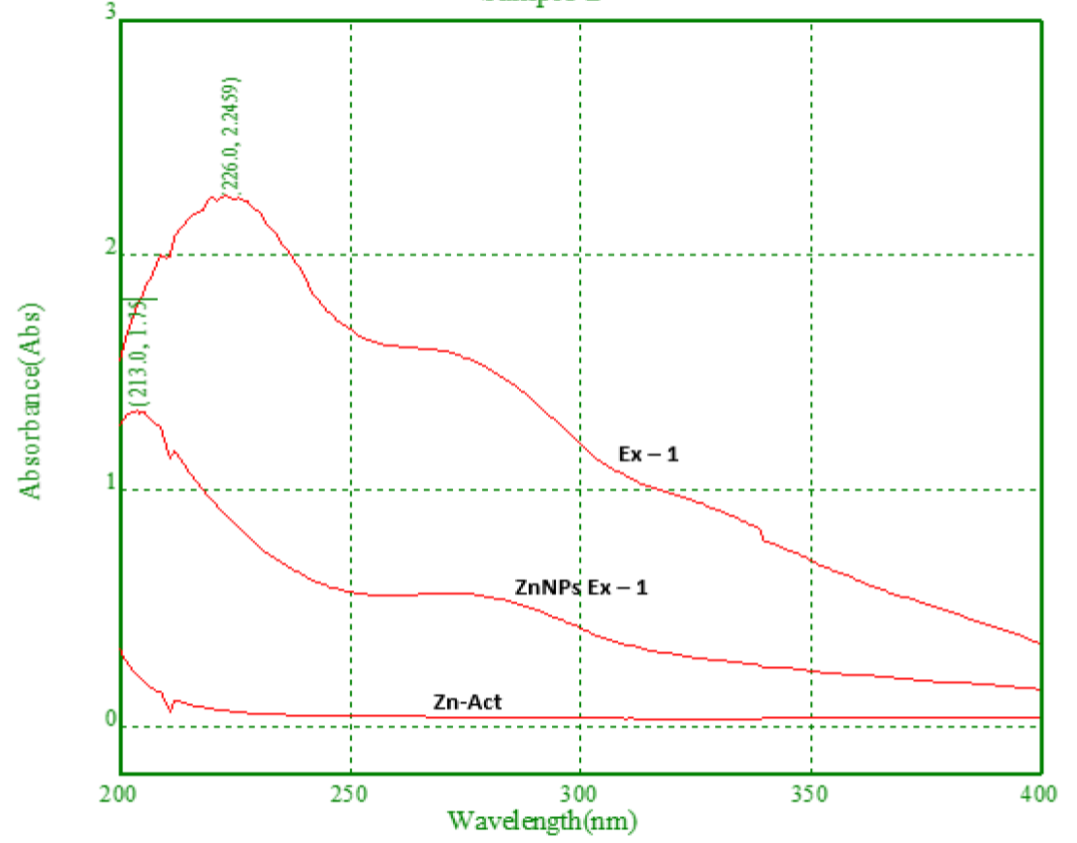 3
(226.0, 2.2459)
2
(213.0, 1.75
Absorbance(Abs)
Ex – 1
1
ZnNPs Ex – 1
Zn-Act
0
200 250 300 350 400
Wavelength(nm)